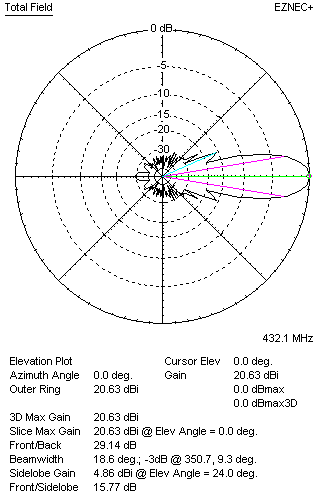 Total Field
EZNEC+
0 dB
-5
-10
-15
-20
-30
432.1 MHz
Elevation Plot
Cursor Elev 0.0 deg.
Azimuth Angle 0.0 deg.
Gain 20.63 dBi
Outer Ring 20.63 dBi
0.0 dBmax
0.0 dBmax3D
3D Max Gain 20.63 dBi
Slice Max Gain 20.63 dBi @ Elev Angle = 0.0 deg.
Front/Back 29.14 dB
Beamwidth 18.6 deg.; -3dB @ 350.7, 9.3 deg.
Sidelobe Gain 4.86 dBi @ Elev Angle = 24.0 deg.
Front/Sidelobe 15.77 dB